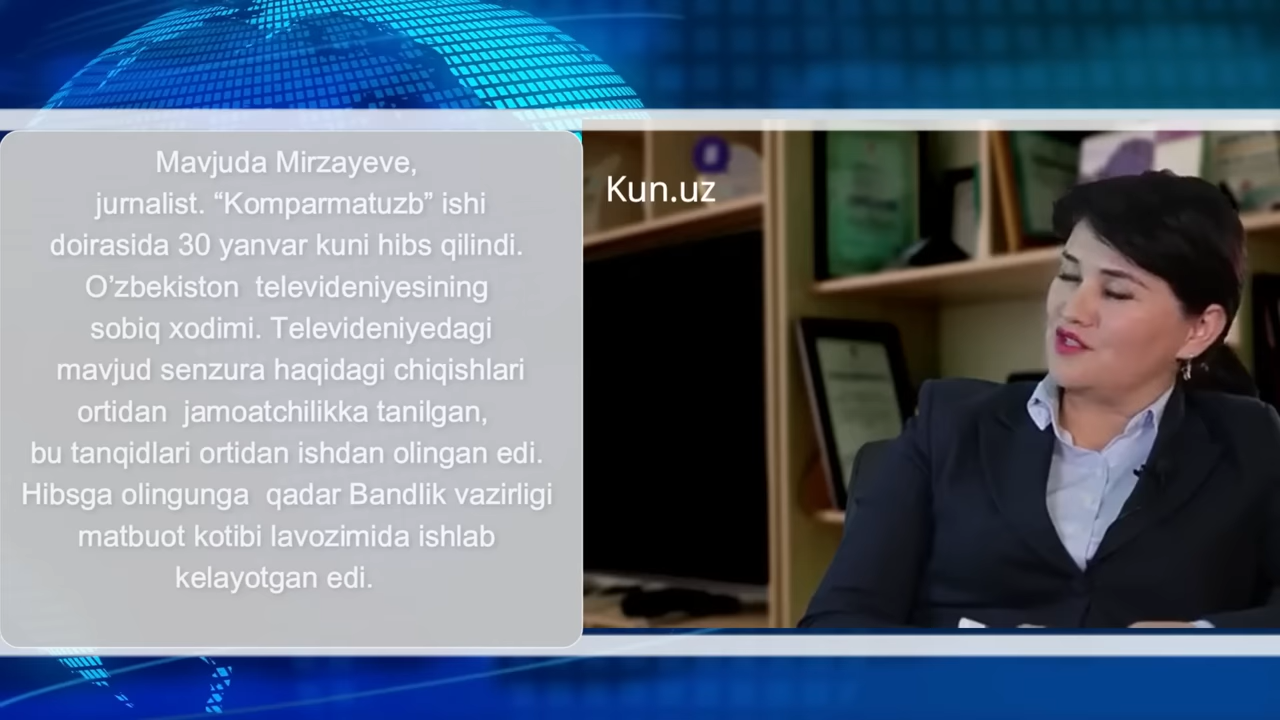 Mavjuda Mirzayeve,
jurnalist. “Komparmatuzb” ishi
doirasida 30 yanvar kuni hibs qilindi.
O’zbekiston televideniyesining
sobiq xodimi. Televideniyedagi
mavjud senzura haqidagi chiqishlari
ortidan jamoatchilikka tanilgan,
bu tanqidlari ortidan ishdan olingan edi.
Hibsga olingunga qadar Bandlik vazirligi
matbuot kotibi lavozimida ishlab
kelayotgan edi.
Kun.uz